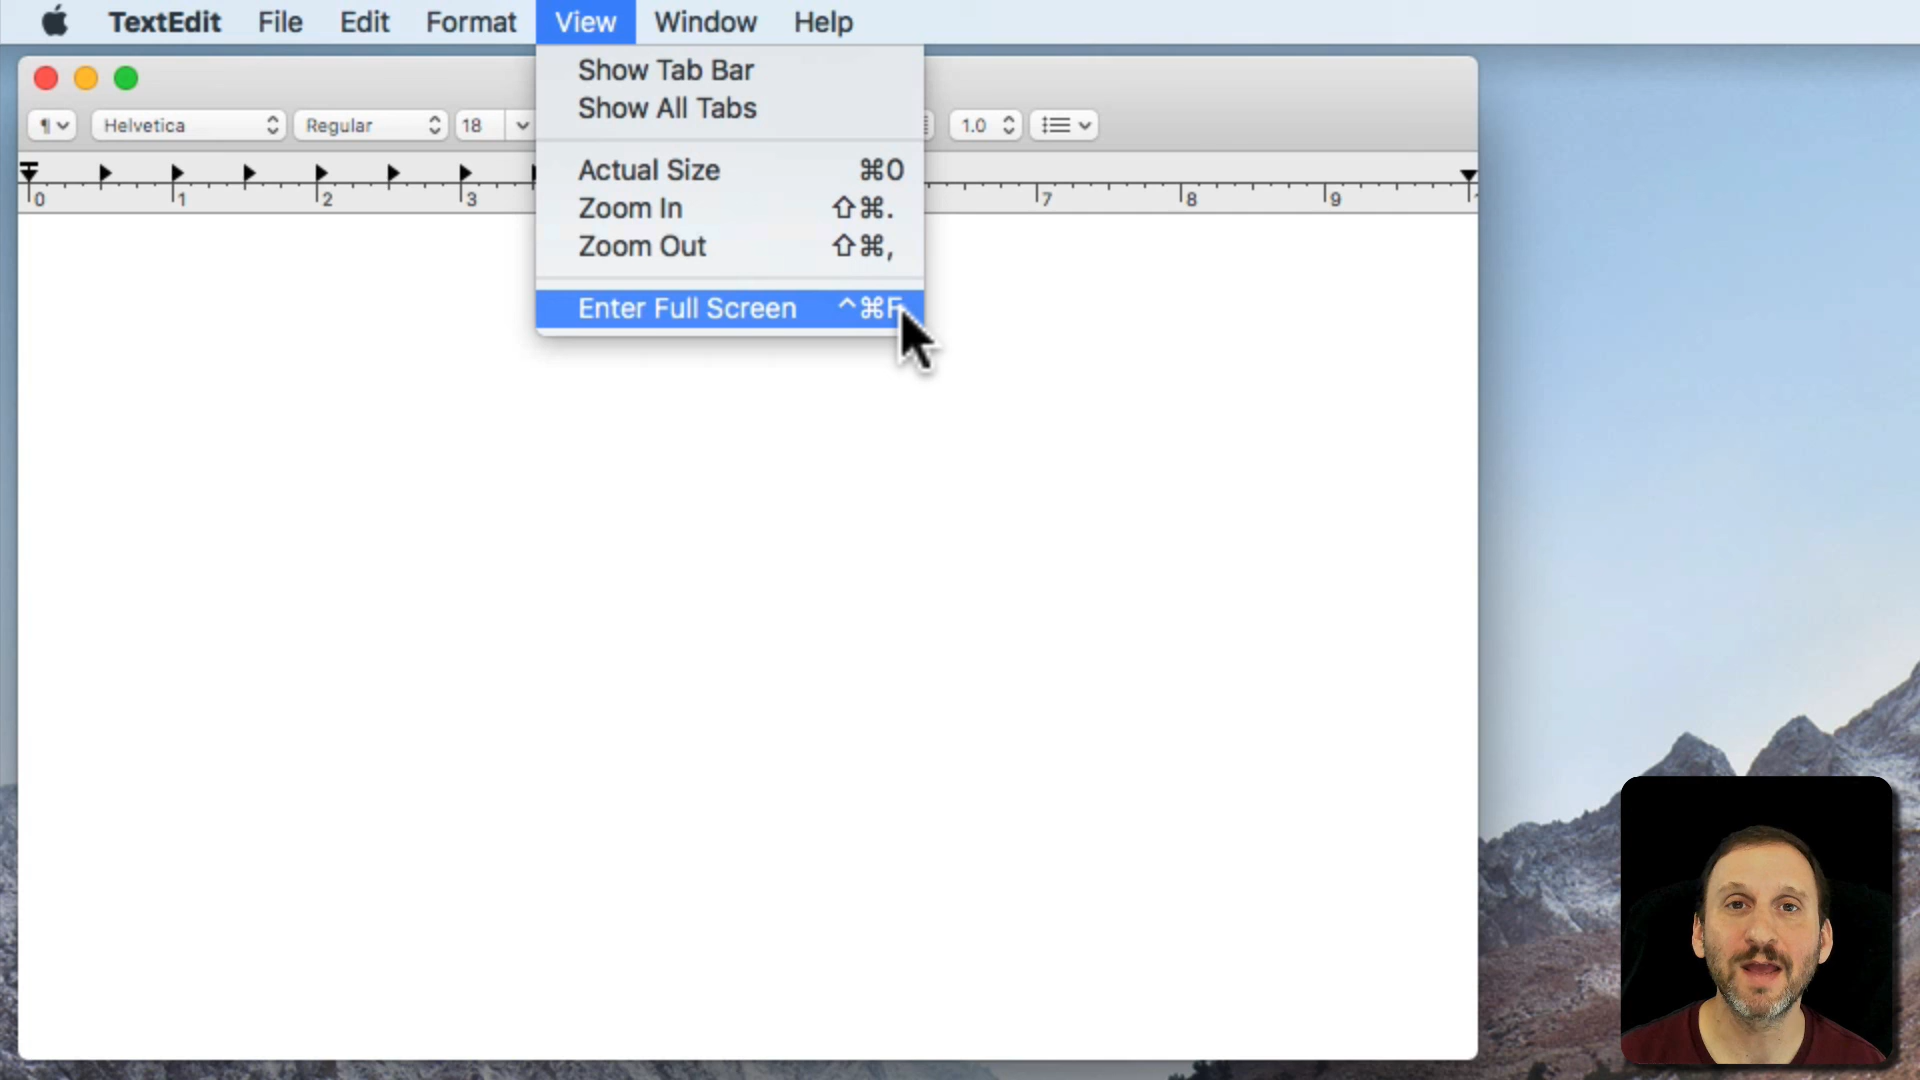 TextEdit File Edit Format View Window Help
Show Tab Bar
Show All Tabs
¶ Helvetica Regular 18 1.0
Actual Size ⌘0
0 1 2 3 7 8 9
Zoom In ⇧⌘.
Zoom Out ⇧⌘,
Enter Full Screen ^⌘F